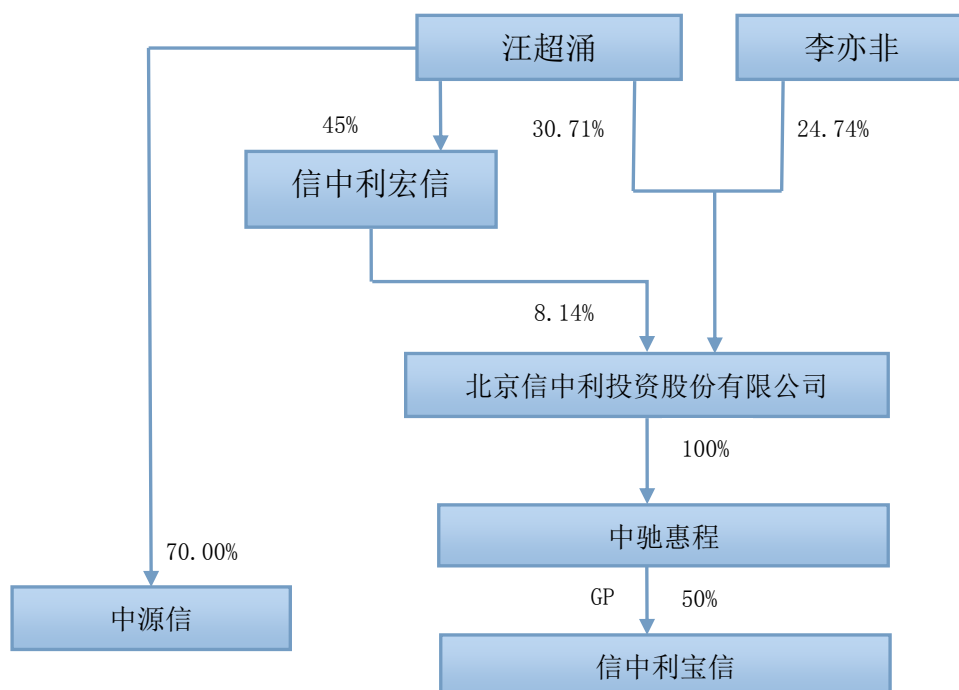 汪超涌
李亦非
45%
30.71%
24.74%
信中利宏信
8.14%
北京信中利投资股份有限公司
100%
中驰惠程
70.00%
GP
50%
中源信
信中利宝信